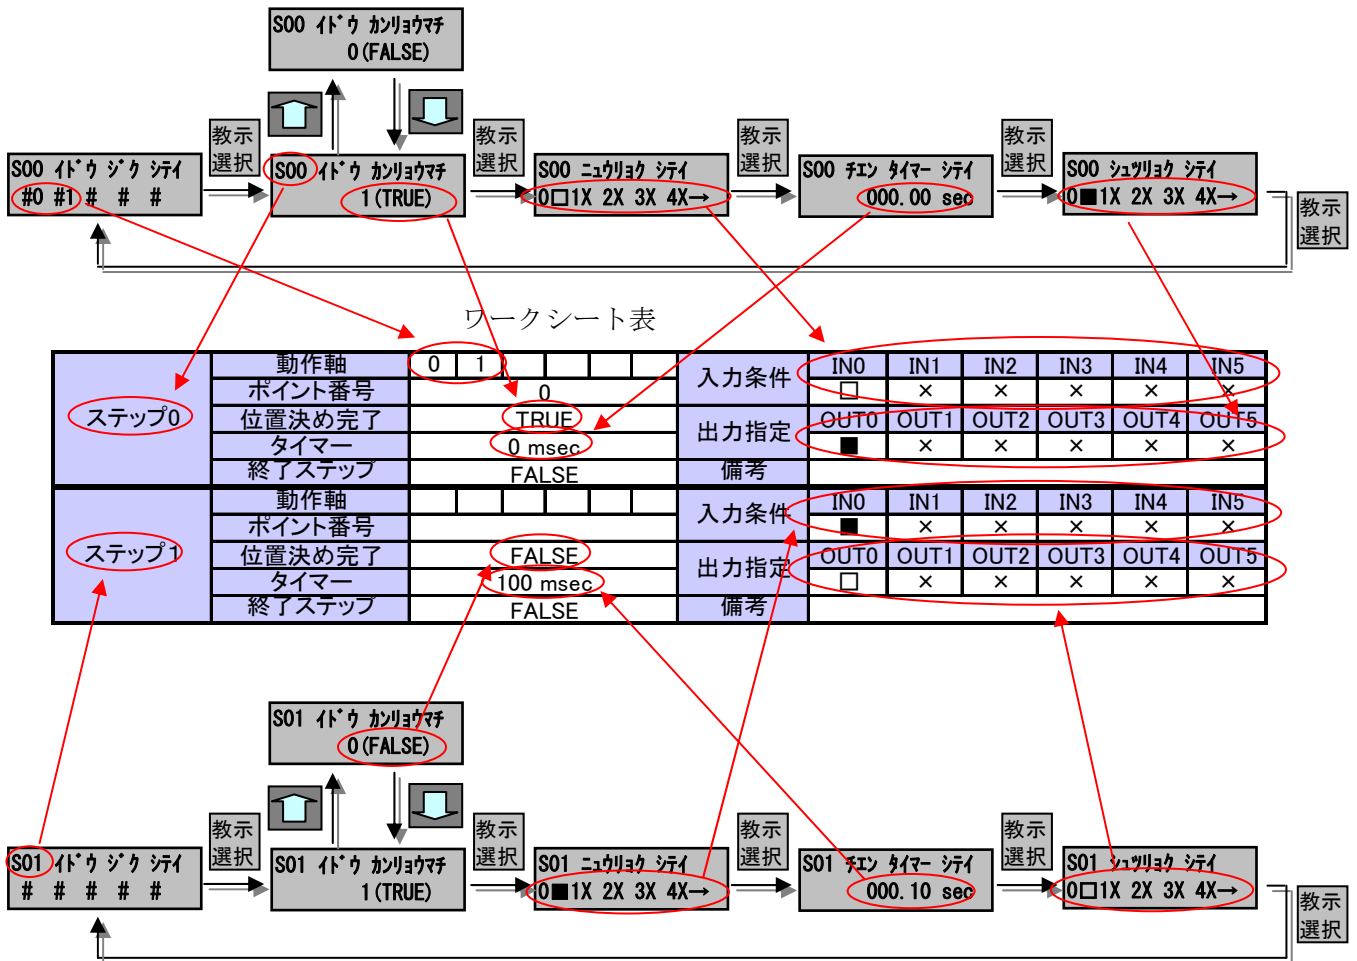 S00 イドウ カンリョウマチ
0(FALSE)
教示
選択
教示
選択
教示
選択
教示
選択
S00 イドウ ジク シテイ
#0 #1 # # #
S00 イドウ カンリョウマチ
1(TRUE)
S00 ニュウリョク シテイ
0□1X 2X 3X 4X→
S00 チエン タイマー シテイ
000.00 sec
S00 シュツリョク シテイ
0■1X 2X 3X 4X→
教示
選択
ワークシート表
ステップ0
動作軸 0 1
ポイント番号 0
位置決め完了 TRUE
タイマー 0 msec
終了ステップ FALSE
入力条件 IN0 IN1 IN2 IN3 IN4 IN5
□ × × × × ×
出力指定 OUT0 OUT1 OUT2 OUT3 OUT4 OUT5
■ × × × × ×
備考
ステップ1
動作軸
ポイント番号
位置決め完了 FALSE
タイマー 100 msec
終了ステップ FALSE
入力条件 IN0 IN1 IN2 IN3 IN4 IN5
■ × × × × ×
出力指定 OUT0 OUT1 OUT2 OUT3 OUT4 OUT5
□ × × × × ×
備考
S01 イドウ カンリョウマチ
0(FALSE)
教示
選択
教示
選択
教示
選択
教示
選択
S01 イドウ ジク シテイ
# # # # #
S01 イドウ カンリョウマチ
1(TRUE)
S01 ニュウリョク シテイ
0■1X 2X 3X 4X→
S01 チエン タイマー シテイ
000.10 sec
S01 シュツリョク シテイ
0□1X 2X 3X 4X→
教示
選択